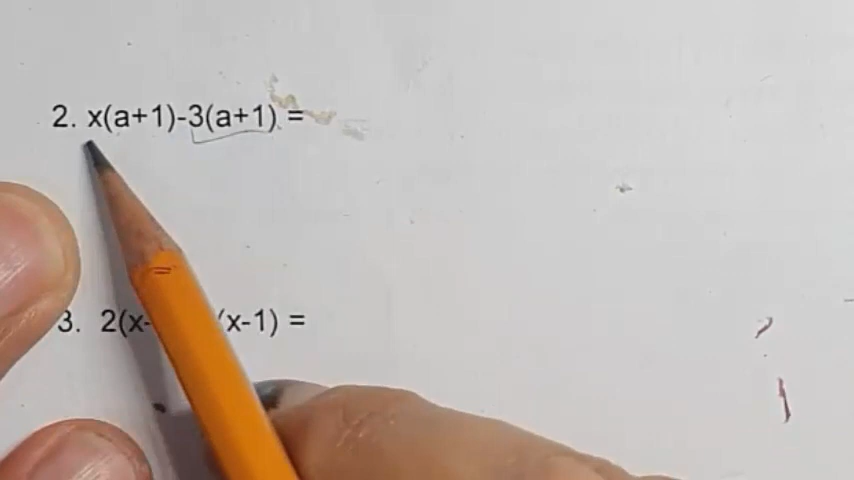 2. x(a+1)-3(a+1) =
3. 2(x- (x-1) =